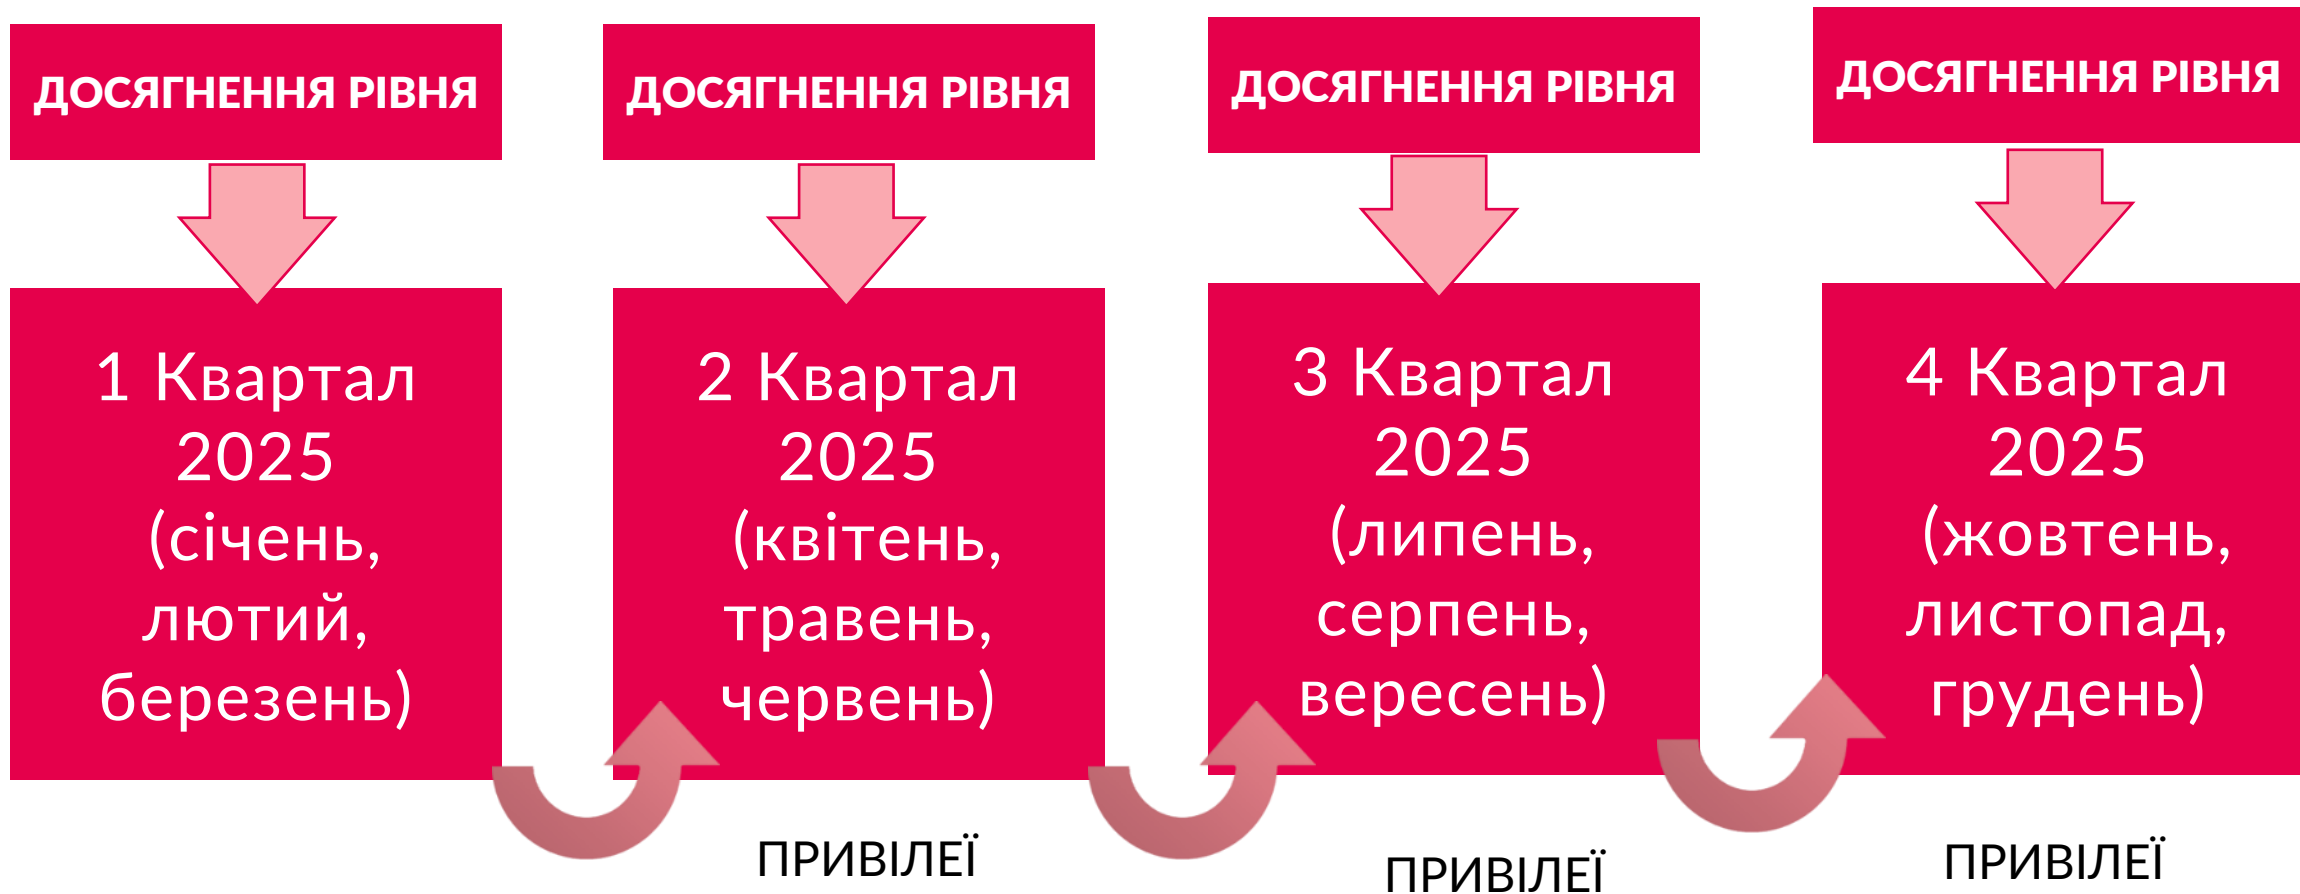 ДОСЯГНЕННЯ РІВНЯ
ДОСЯГНЕННЯ РІВНЯ
ДОСЯГНЕННЯ РІВНЯ
ДОСЯГНЕННЯ РІВНЯ
1 Квартал
2025
(січень,
лютий,
березень)
2 Квартал
2025
(квітень,
травень,
червень)
3 Квартал
2025
(липень,
серпень,
вересень)
4 Квартал
2025
(жовтень,
листопад,
грудень)
ПРИВІЛЕЇ
ПРИВІЛЕЇ
ПРИВІЛЕЇ